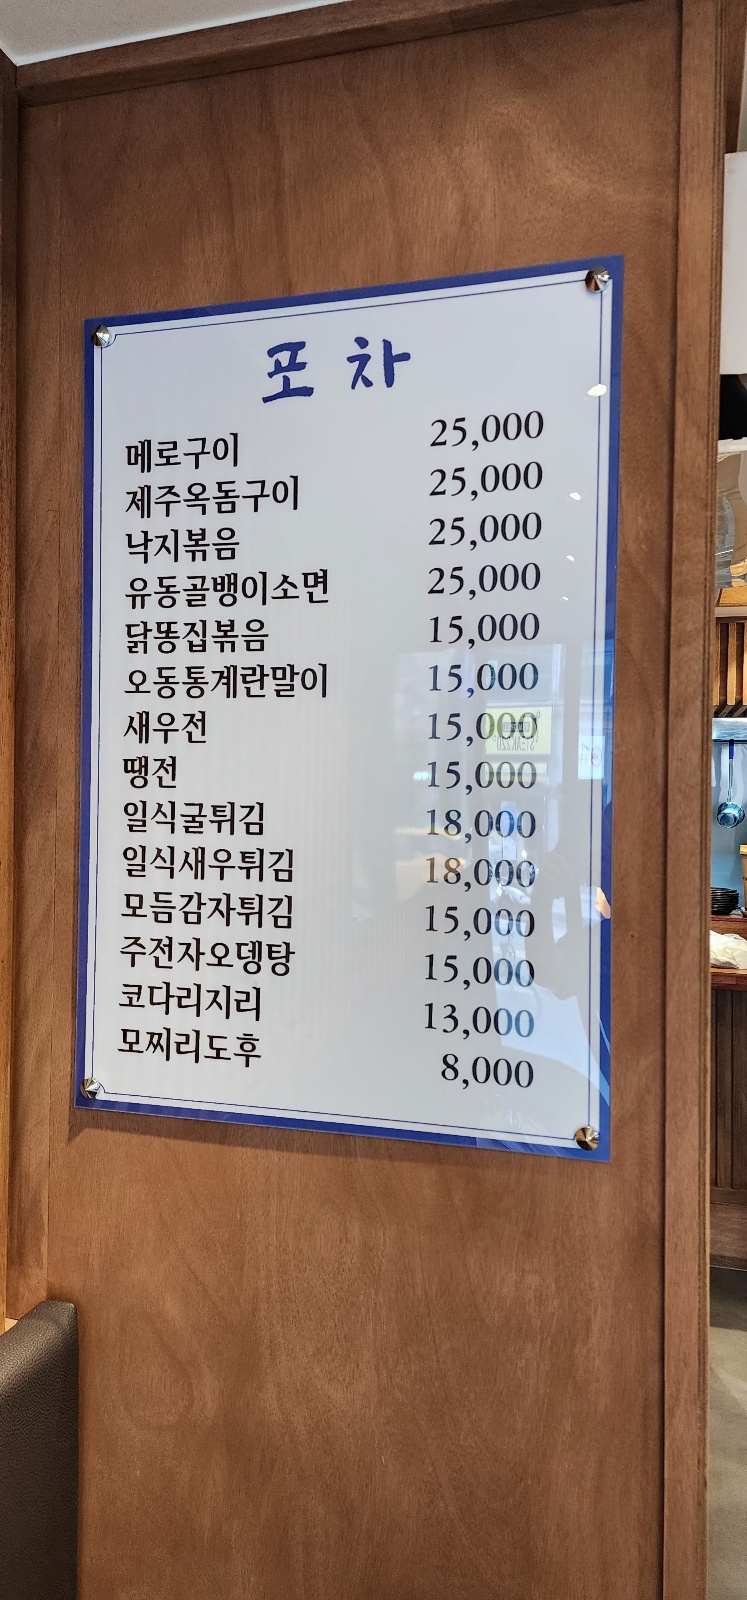 포 차
메로구이 25,000
제주옥돔구이 25,000
낙지볶음 25,000
유동골뱅이소면 25,000
닭똥집볶음 15,000
오동통계란말이 15,000
새우전 15,000
땡전 15,000
일식굴튀김 18,000
일식새우튀김 18,000
모듬감자튀김 15,000
주전자오뎅탕 15,000
코다리지리 13,000
모찌리도후 8,000